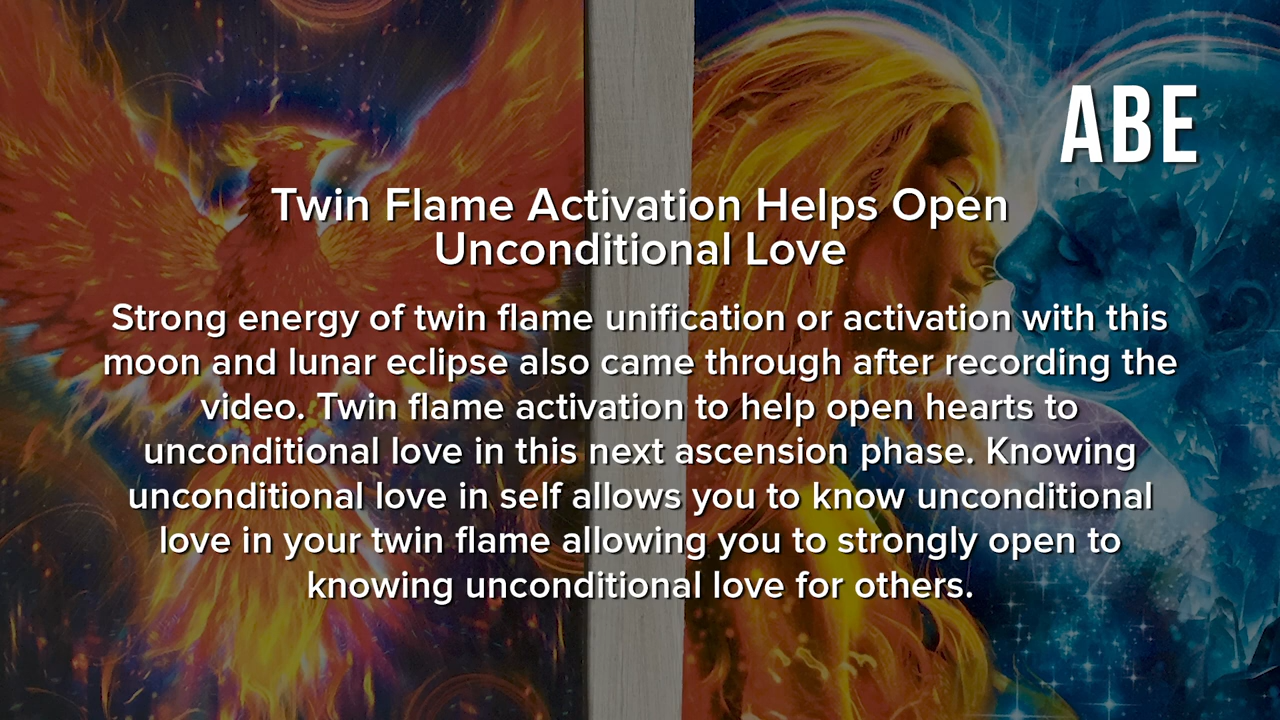 ABE
Twin Flame Activation Helps Open
Unconditional Love
Strong energy of twin flame unification or activation with this
moon and lunar eclipse also came through after recording the
video. Twin flame activation to help open hearts to
unconditional love in this next ascension phase. Knowing
unconditional love in self allows you to know unconditional
love in your twin flame allowing you to strongly open to
knowing unconditional love for others.